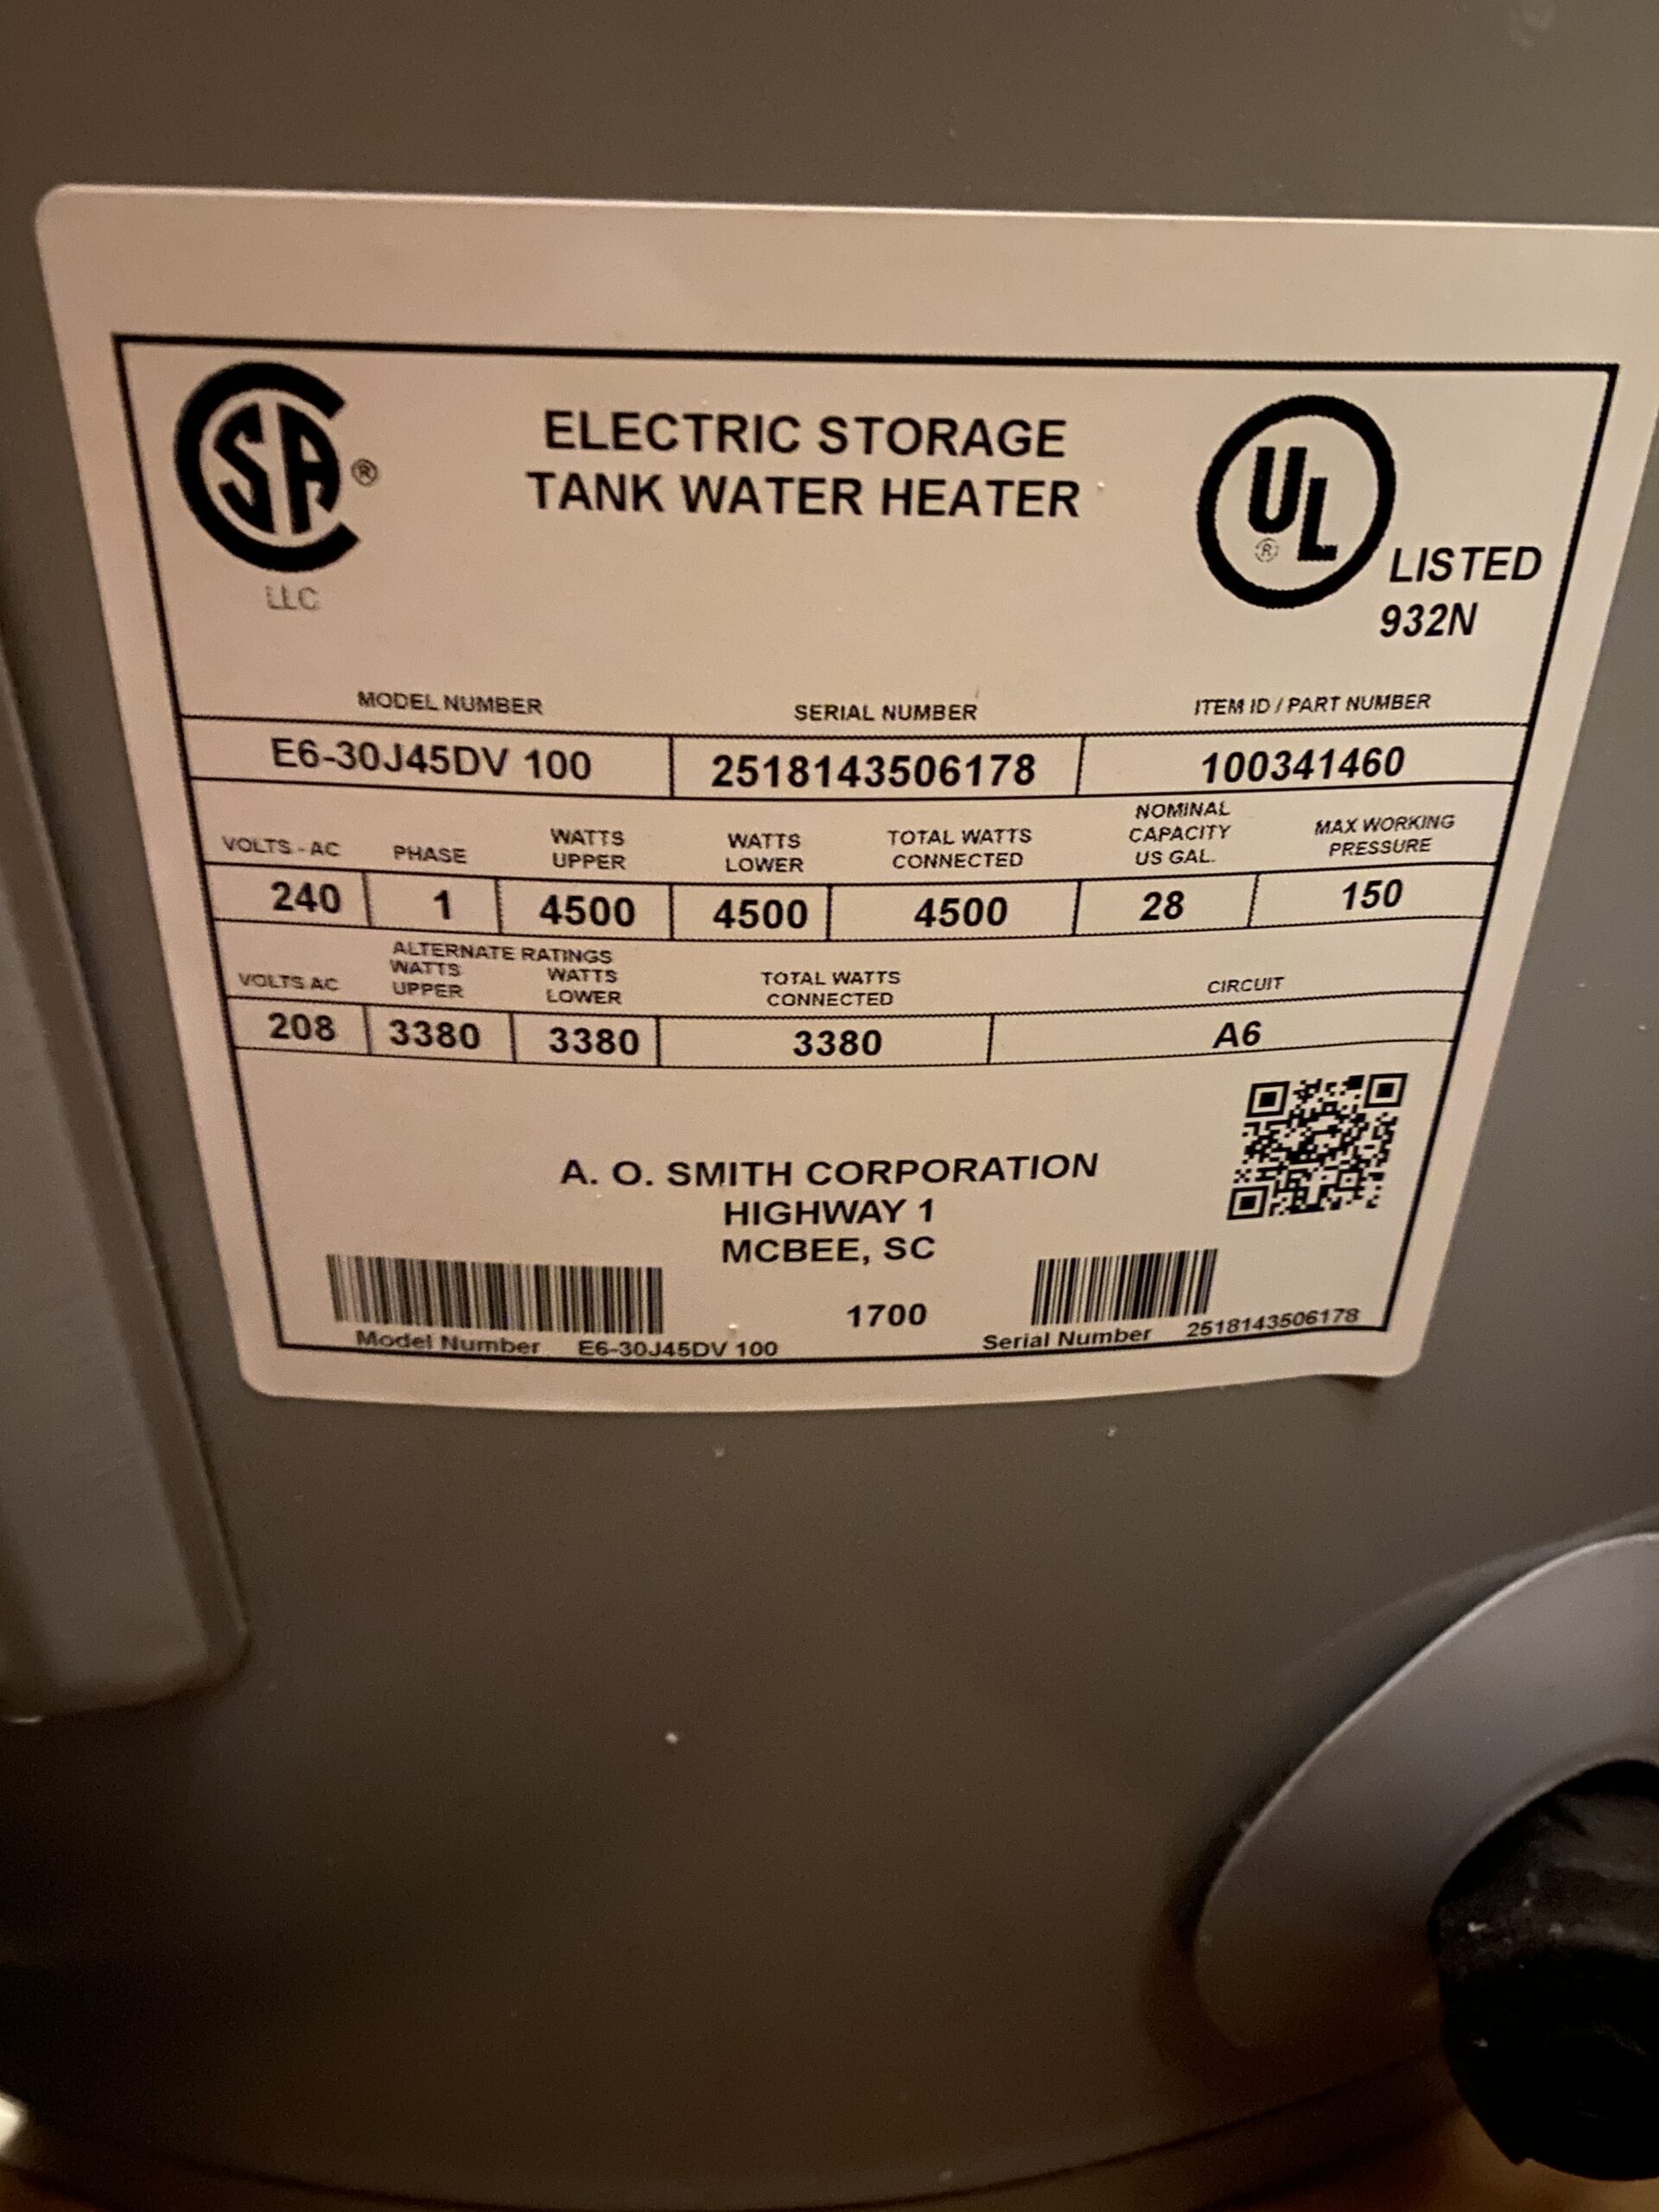 SA ®
LLC
ELECTRIC STORAGE
TANK WATER HEATER
UL ®
LISTED
932N
MODEL NUMBER SERIAL NUMBER ITEM ID / PART NUMBER
E6-30J45DV 100 2518143506178 100341460
VOLTS - AC PHASE WATTS UPPER WATTS LOWER TOTAL WATTS CONNECTED NOMINAL CAPACITY US GAL. MAX WORKING PRESSURE
240 1 4500 4500 4500 28 150
ALTERNATE RATINGS
VOLTS AC WATTS UPPER WATTS LOWER TOTAL WATTS CONNECTED CIRCUIT
208 3380 3380 3380 A6
A. O. SMITH CORPORATION
HIGHWAY 1
MCBEE, SC
1700
Model Number E6-30J45DV 100 Serial Number 2518143506178